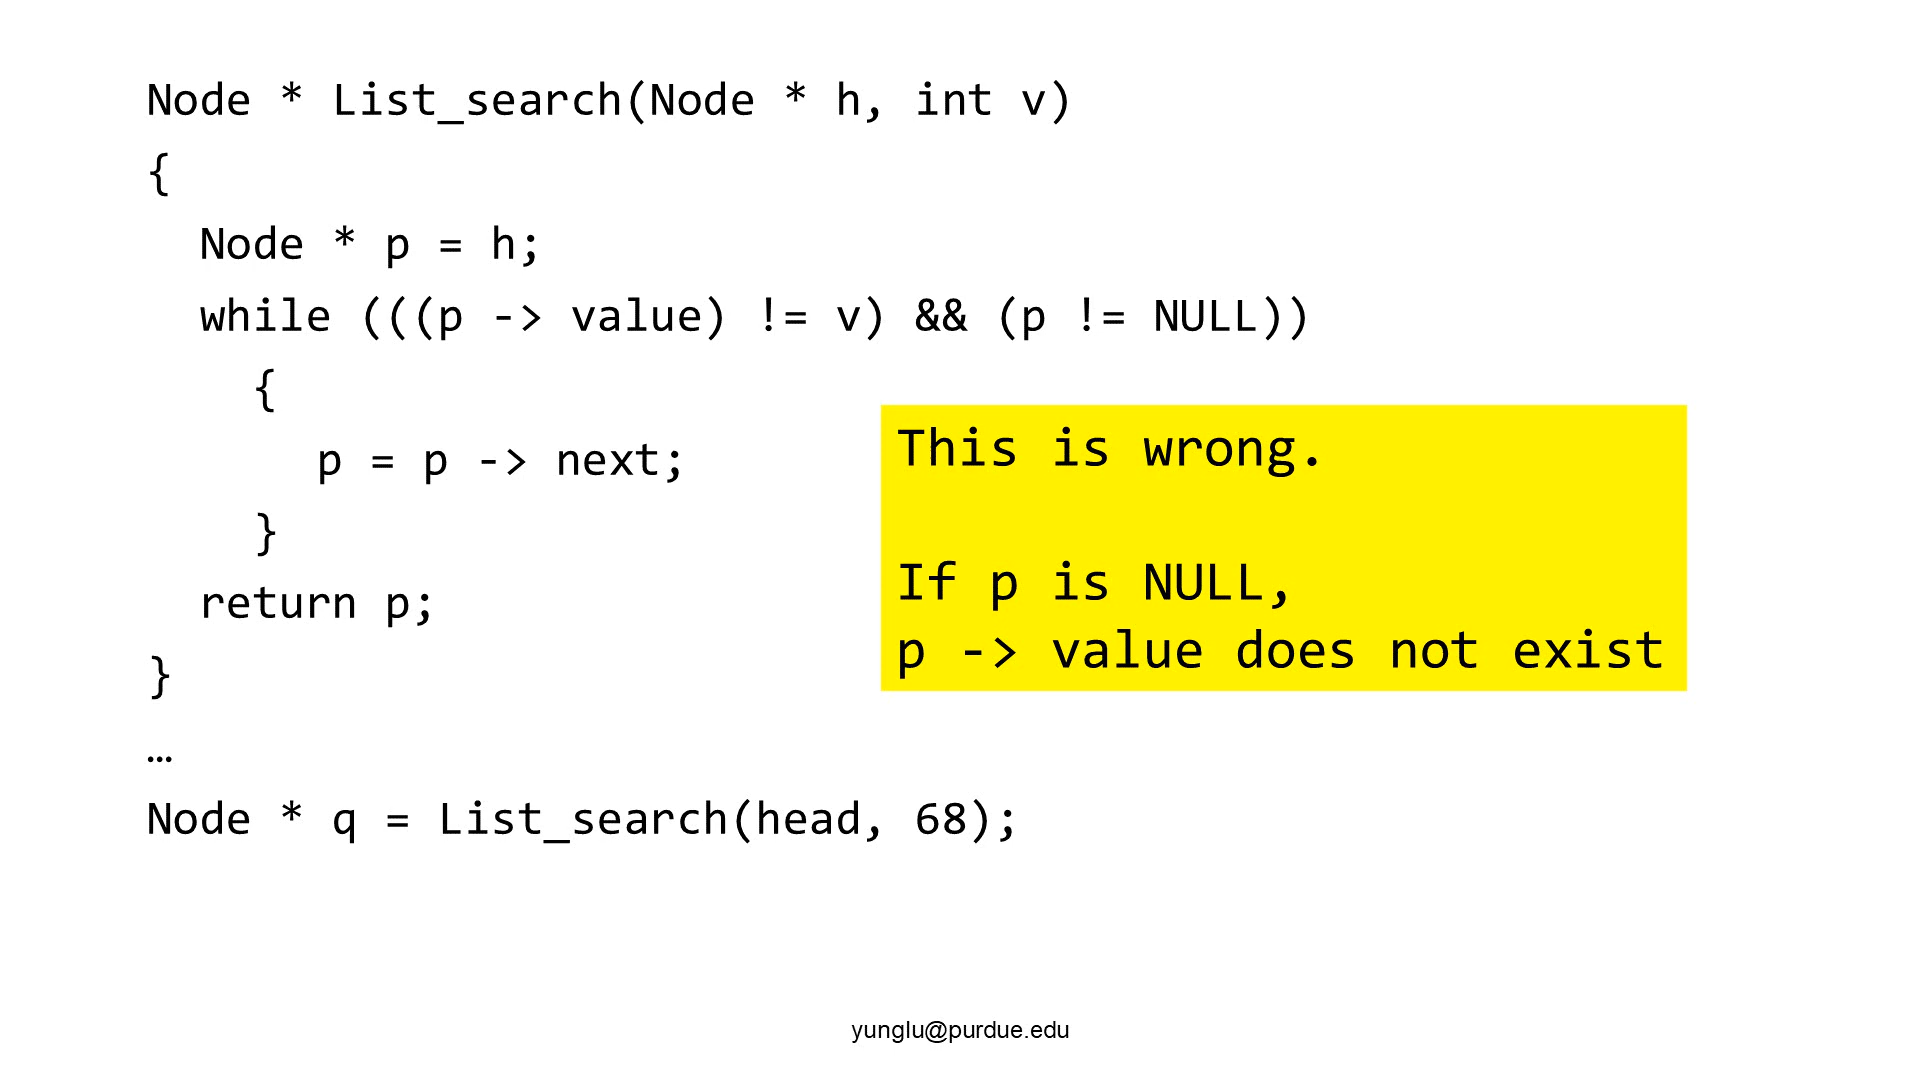 Node * List_search(Node * h, int v)
{
Node * p = h;
while (((p -> value) != v) && (p != NULL))
{
p = p -> next;
}
return p;
}
…
Node * q = List_search(head, 68);
This is wrong.
If p is NULL,
p -> value does not exist
yunglu@purdue.edu